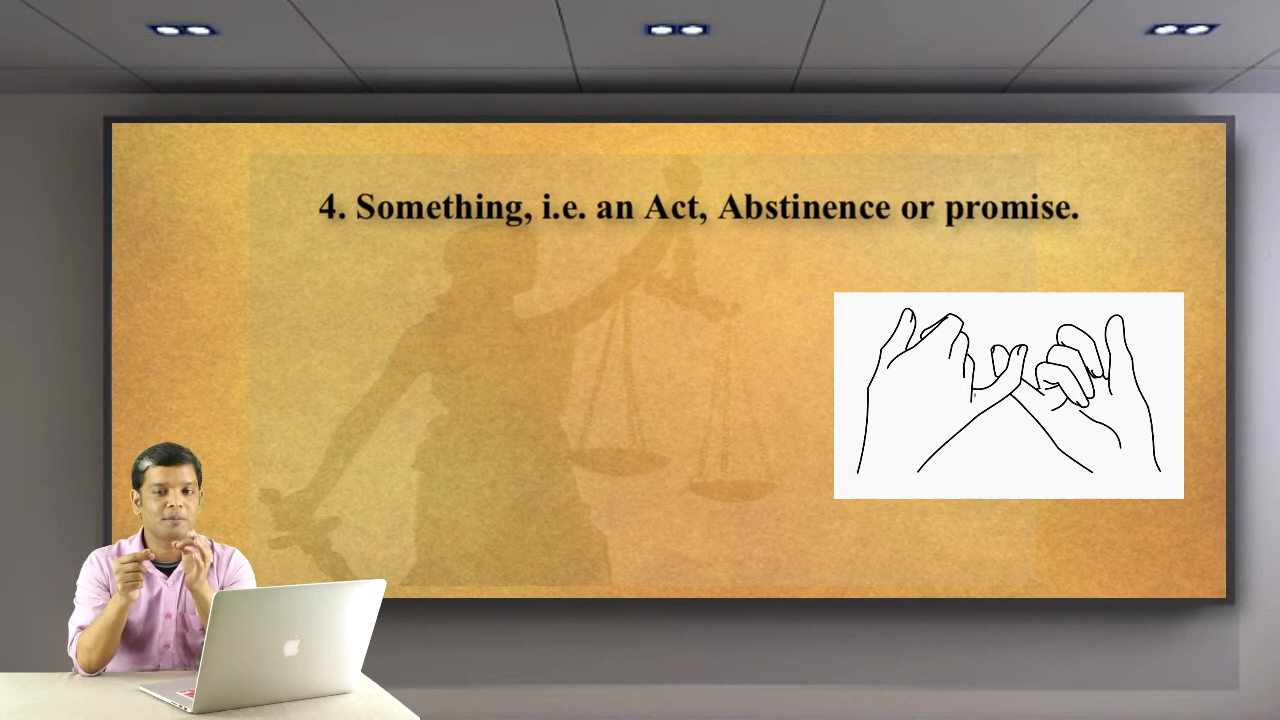 4. Something, i.e. an Act, Abstinence or promise.